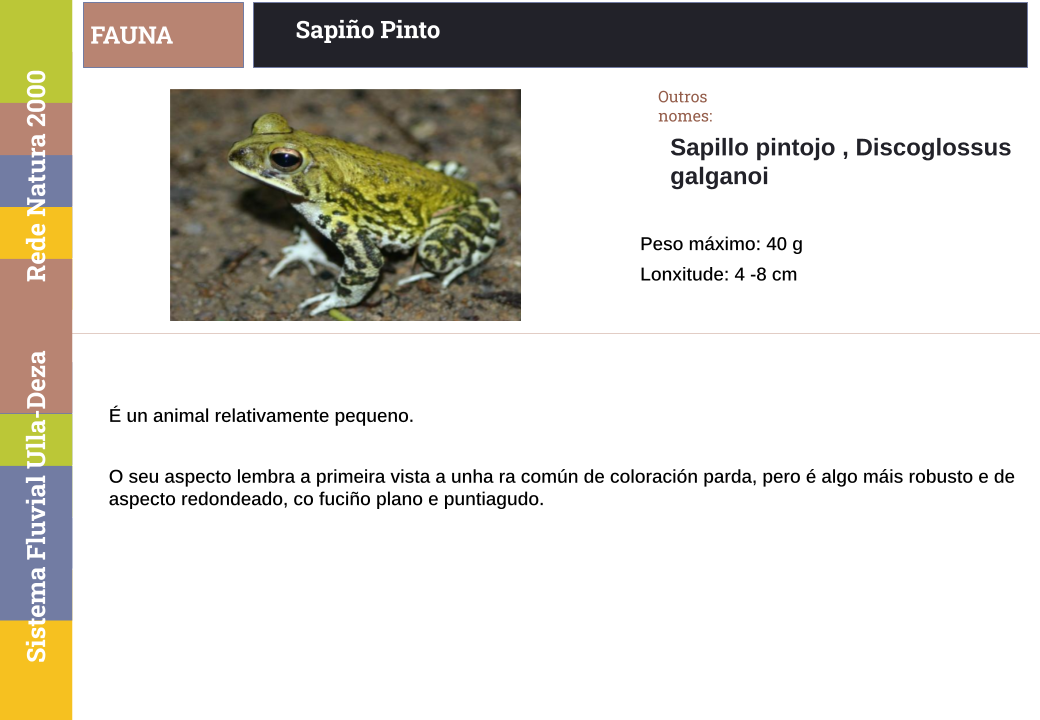 FAUNA
Sapiño Pinto
Outros
nomes:
Sapillo pintojo , Discoglossus
galganoi
Peso máximo: 40 g
Lonxitude: 4 -8 cm
É un animal relativamente pequeno.
O seu aspecto lembra a primeira vista a unha ra común de coloración parda, pero é algo máis robusto e de
aspecto redondeado, co fuciño plano e puntiagudo.
Sistema Fluvial Ulla-Deza Rede Natura 2000